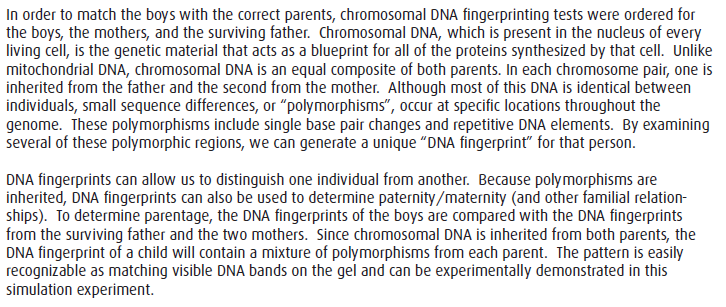 In order to match the boys with the correct parents, chromosomal DNA fingerprinting tests were ordered for
the boys, the mothers, and the surviving father.  Chromosomal DNA, which is present in the nucleus of every
living cell, is the genetic material that acts as a blueprint for all of the proteins synthesized by that cell.  Unlike
mitochondrial DNA, chromosomal DNA is an equal composite of both parents. In each chromosome pair, one is
inherited from the father and the second from the mother.  Although most of this DNA is identical between
individuals, small sequence differences, or “polymorphisms”, occur at specific locations throughout the
genome.  These polymorphisms include single base pair changes and repetitive DNA elements.  By examining
several of these polymorphic regions, we can generate a unique “DNA fingerprint” for that person.

DNA fingerprints can allow us to distinguish one individual from another.  Because polymorphisms are
inherited, DNA fingerprints can also be used to determine paternity/maternity (and other familial relation-
ships).  To determine parentage, the DNA fingerprints of the boys are compared with the DNA fingerprints
from the surviving father and the two mothers.  Since chromosomal DNA is inherited from both parents, the
DNA fingerprint of a child will contain a mixture of polymorphisms from each parent.  The pattern is easily
recognizable as matching visible DNA bands on the gel and can be experimentally demonstrated in this
simulation experiment.